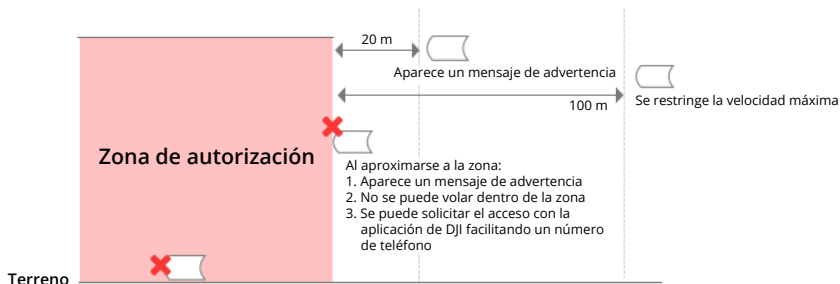 20 m
Aparece un mensaje de advertencia
100 m
Se restringe la velocidad máxima
Zona de autorización
Al aproximarse a la zona:
1. Aparece un mensaje de advertencia
2. No se puede volar dentro de la zona
3. Se puede solicitar el acceso con la
aplicación de DJI facilitando un número
de teléfono
Terreno